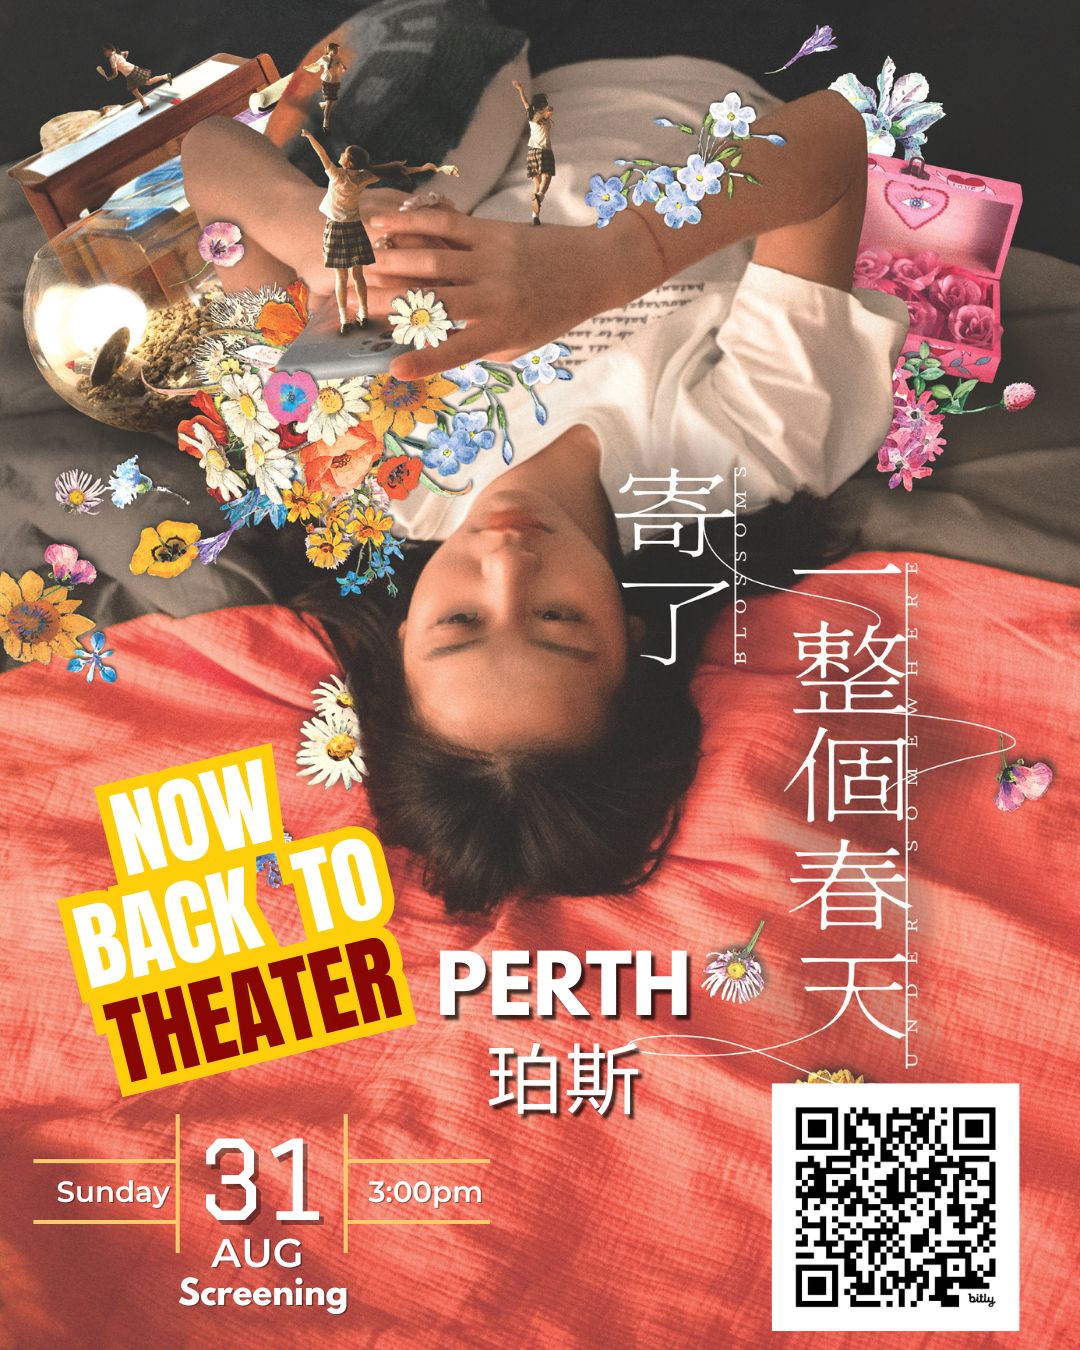 寄了
BLOSSOMS
一整個春天
UNDER SOMEWHERE
NOW
BACK TO
THEATER
PERTH
珀斯
Sunday
31
3:00pm
AUG
Screening
bitly